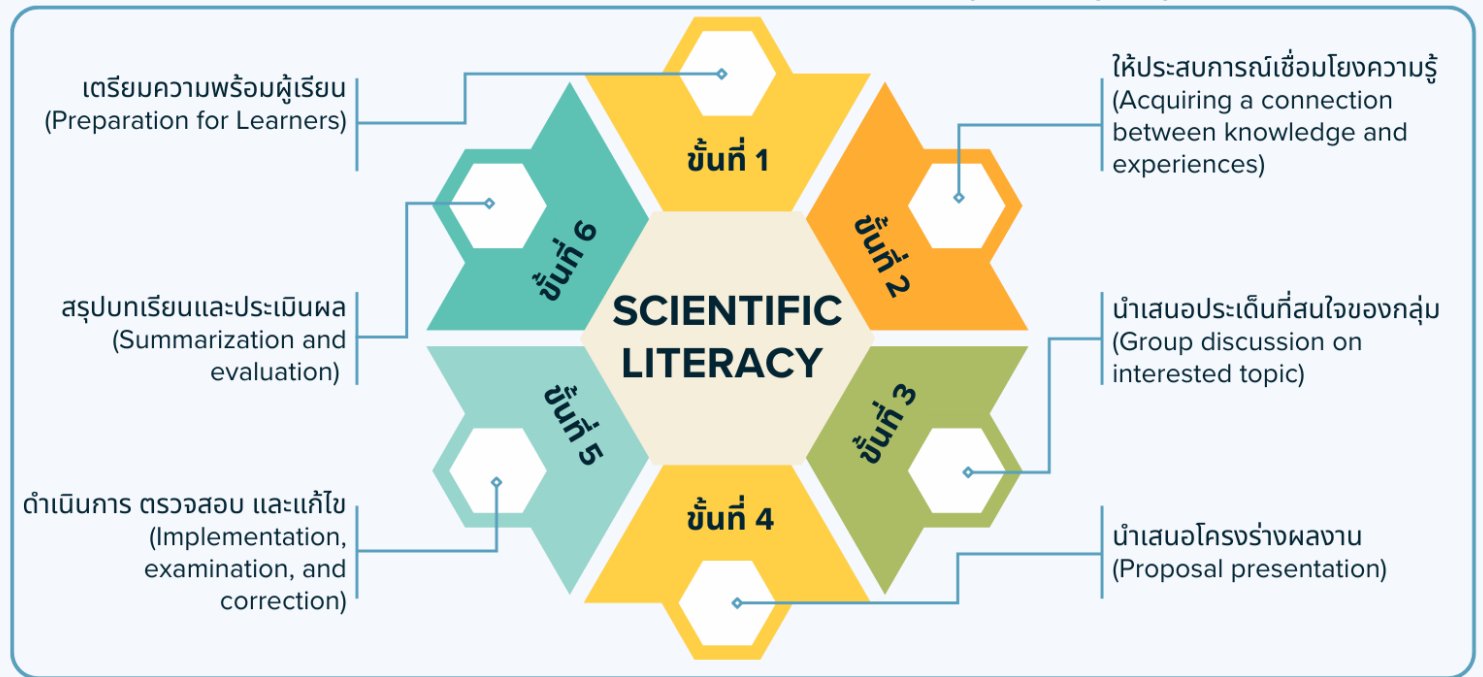 เตรียมความพร้อมผู้เรียน
(Preparation for Learners)
ขั้นที่ 1
ให้ประสบการณ์เชื่อมโยงความรู้
(Acquiring a connection
between knowledge and
experiences)
ขั้นที่ 2
นำเสนอประเด็นที่สนใจของกลุ่ม
(Group discussion on
interested topic)
ขั้นที่ 3
นำเสนอโครงร่างผลงาน
(Proposal presentation)
ขั้นที่ 4
ดำเนินการ ตรวจสอบ และแก้ไข
(Implementation,
examination, and
correction)
ขั้นที่ 5
สรุปบทเรียนและประเมินผล
(Summarization and
evaluation)
ขั้นที่ 6
SCIENTIFIC
LITERACY